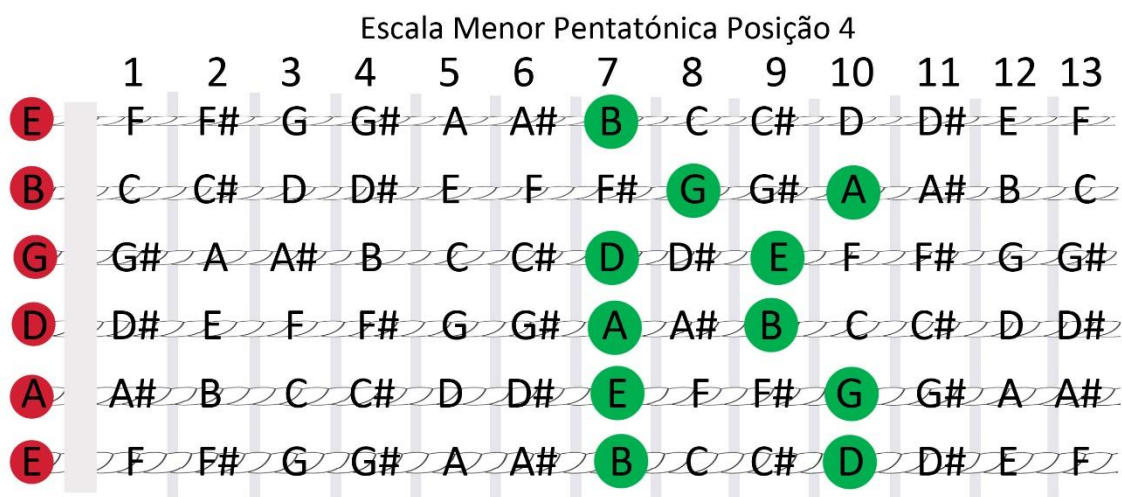 Escala Menor Pentatónica Posição 4
1 2 3 4 5 6 7 8 9 10 11 12 13
E F F# G G# A A# B C C# D D# E F
B C C# D D# E F F# G G# A A# B C
G G# A A# B C C# D D# E F F# G G#
D D# E F F# G G# A A# B C C# D D#
A A# B C C# D D# E F F# G G# A A#
E F F# G G# A A# B C C# D D# E F